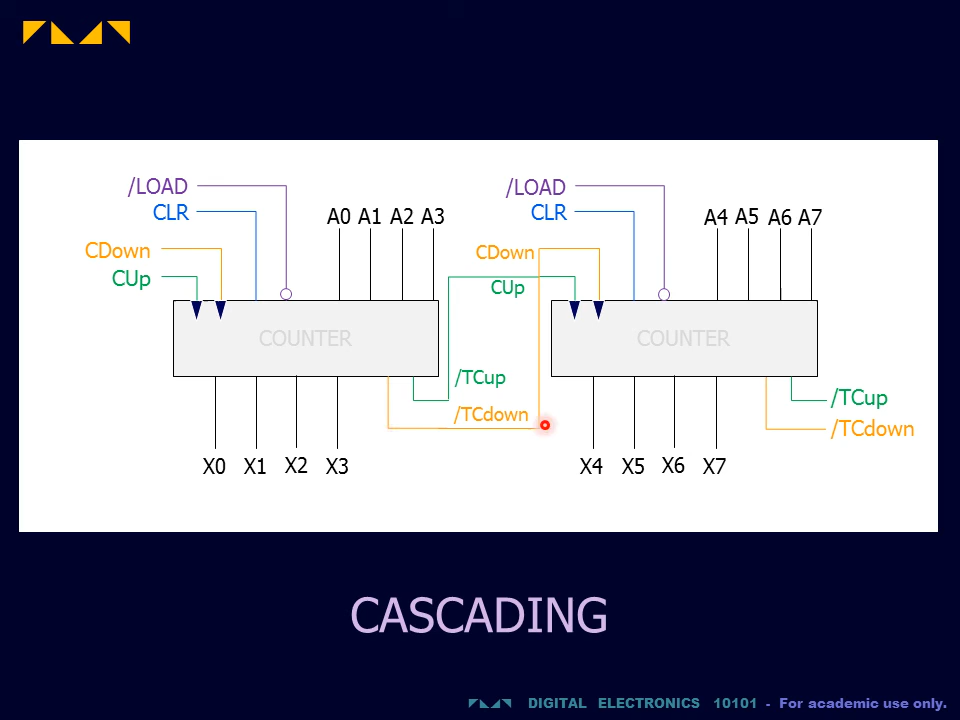 /LOAD
CLR
CDown
CUp
A0 A1 A2 A3
COUNTER
/TCup
/TCdown
X0 X1 X2 X3
/LOAD
CLR
CDown
CUp
A4 A5 A6 A7
COUNTER
/TCup
/TCdown
X4 X5 X6 X7
CASCADING
DIGITAL ELECTRONICS 10101 - For academic use only.